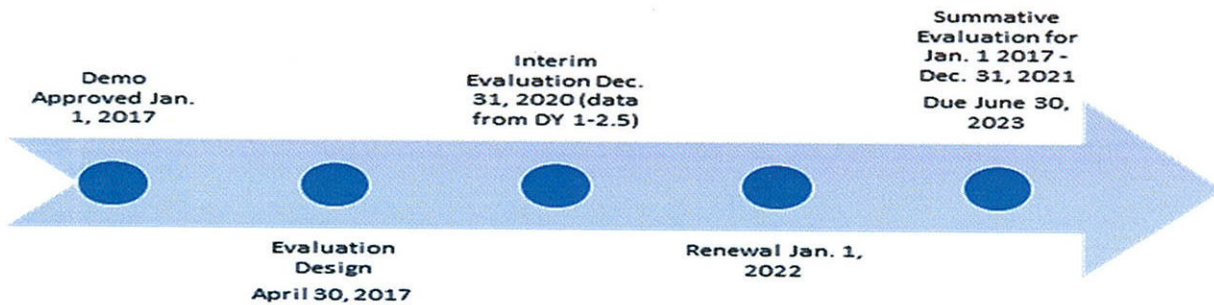 Demo
Approved Jan.
1, 2017
Evaluation
Design
April 30, 2017
Interim
Evaluation Dec.
31, 2020 (data
from DY 1-2.5)
Renewal Jan. 1,
2022
Summative
Evaluation for
Jan. 1 2017 -
Dec. 31, 2021
Due June 30,
2023